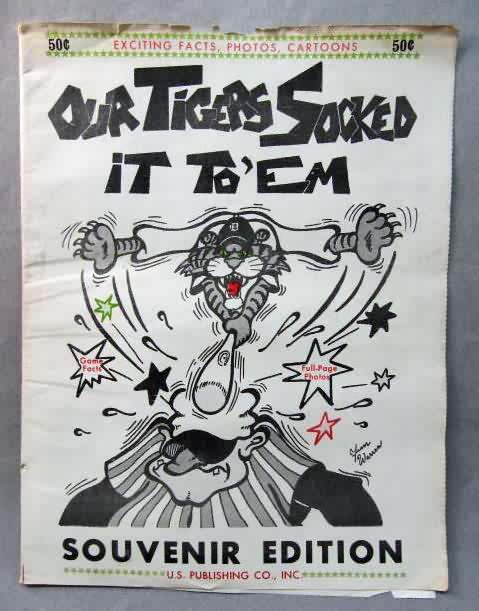 50¢ EXCITING FACTS, PHOTOS, CARTOONS 50¢
OUR TIGERS SOCKED
iT TO 'EM
D
Game
Facts
Full-Page
Photos
Warren
SOUVENIR EDITION
U.S. PUBLISHING CO., INC.